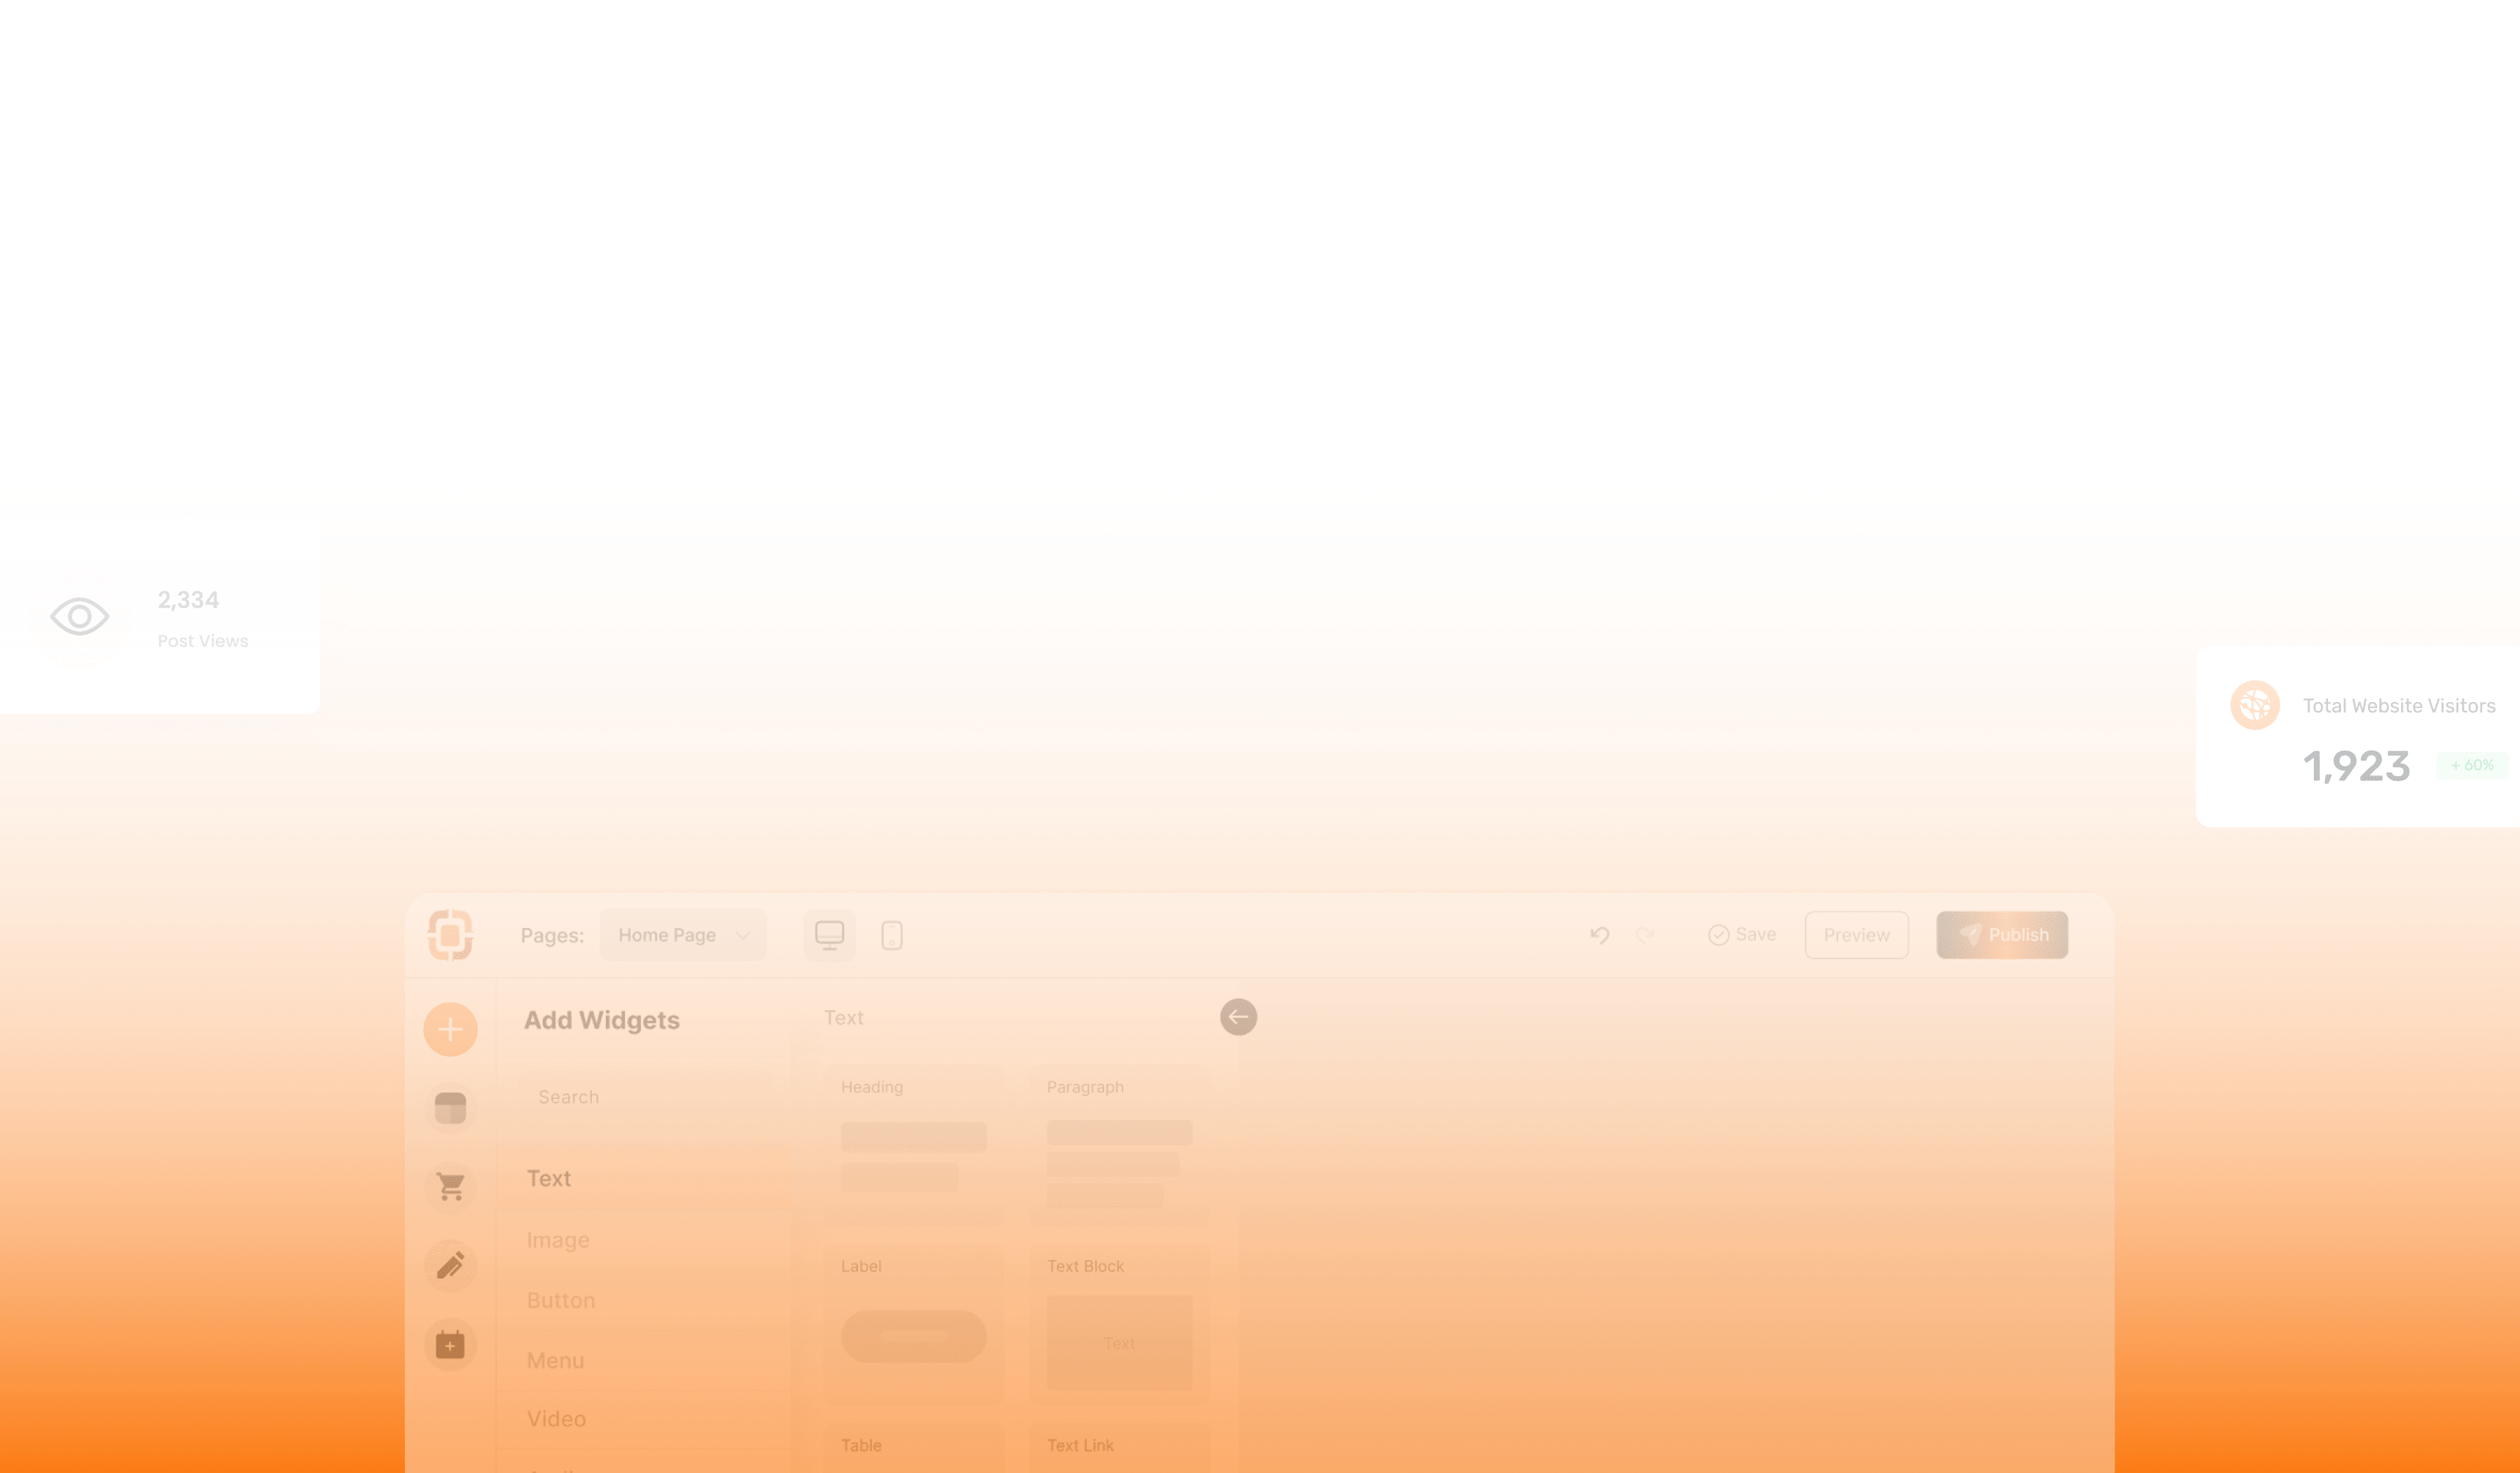 2,334
Post Views
Total Website Visitors
1,923
+ 60%
Pages:
Home Page
Save
Preview
Publish
Add Widgets
Search
Text
Image
Button
Menu
Video
Text
Heading
Paragraph
Label
Text Block
Text
Table
Text Link